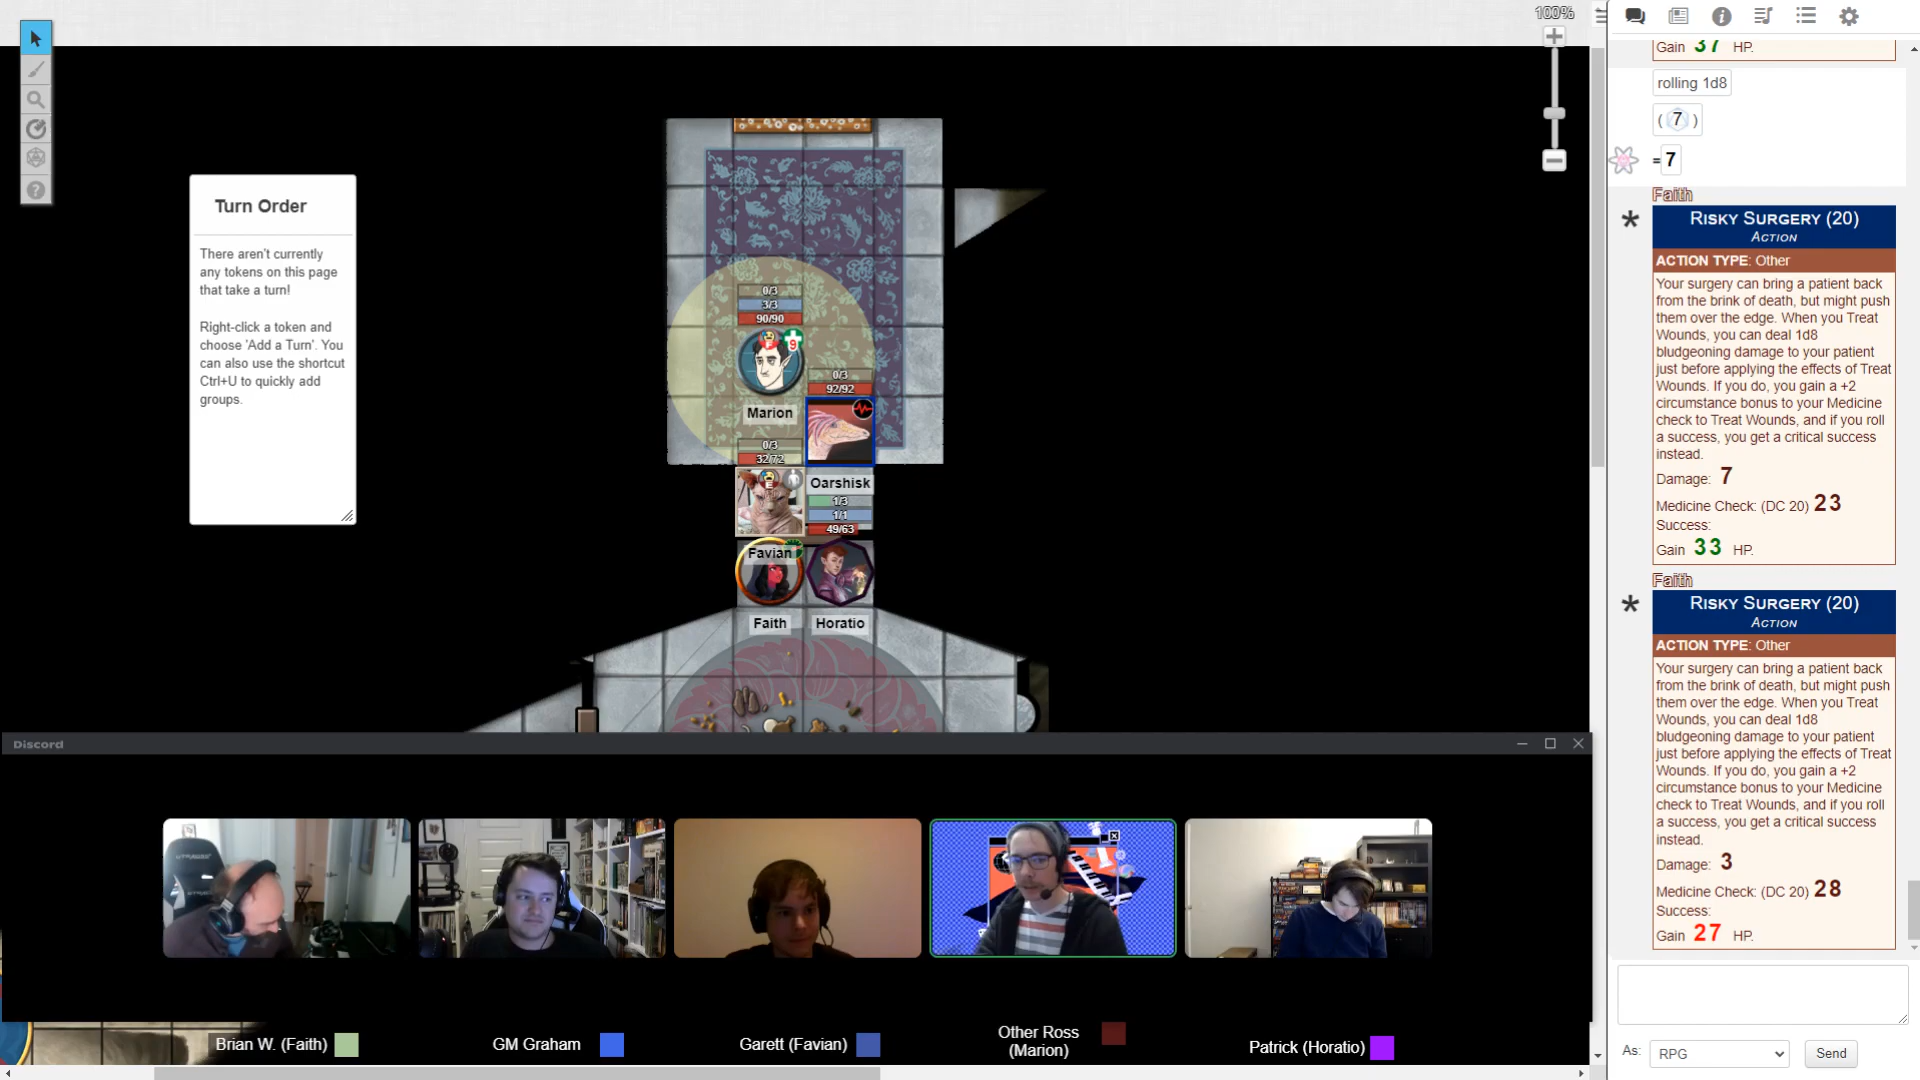 100%
Turn Order
There aren't currently
any tokens on this page
that take a turn!
Right-click a token and
choose 'Add a Turn'. You
can also use the shortcut
Ctrl+U to quickly add
groups.
0/3
3/3
90/90
9
Marion
0/3
92/92
0/3
32/72
Oarshisk
1/3
1/1
49/63
Favian
Faith
Horatio
Discord
Brian W. (Faith)
GM Graham
Garett (Favian)
Other Ross
(Marion)
Patrick (Horatio)
Gain 37 HP.
rolling 1d8
( 7 )
=7
Faith
RISKY SURGERY (20)
ACTION
ACTION TYPE: Other
Your surgery can bring a patient back
from the brink of death, but might push
them over the edge. When you Treat
Wounds, you can deal 1d8
bludgeoning damage to your patient
just before applying the effects of Treat
Wounds. If you do, you gain a +2
circumstance bonus to your Medicine
check to Treat Wounds, and if you roll
a success, you get a critical success
instead.
Damage: 7
Medicine Check: (DC 20) 23
Success:
Gain 33 HP.
Faith
RISKY SURGERY (20)
ACTION
ACTION TYPE: Other
Your surgery can bring a patient back
from the brink of death, but might push
them over the edge. When you Treat
Wounds, you can deal 1d8
bludgeoning damage to your patient
just before applying the effects of Treat
Wounds. If you do, you gain a +2
circumstance bonus to your Medicine
check to Treat Wounds, and if you roll
a success, you get a critical success
instead.
Damage: 3
Medicine Check: (DC 20) 28
Success:
Gain 27 HP.
As:
RPG
Send